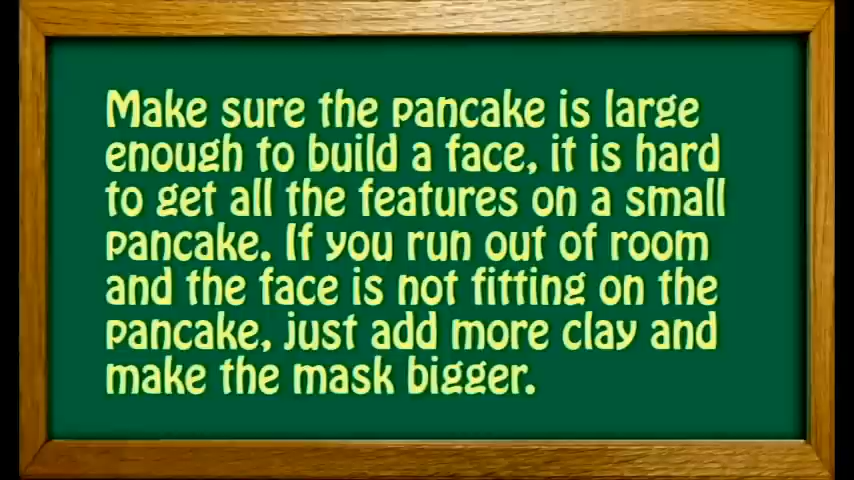 Make sure the pancake is large
enough to build a face, it is hard
to get all the features on a small
pancake. If you run out of room
and the face is not fitting on the
pancake, just add more clay and
make the mask bigger.